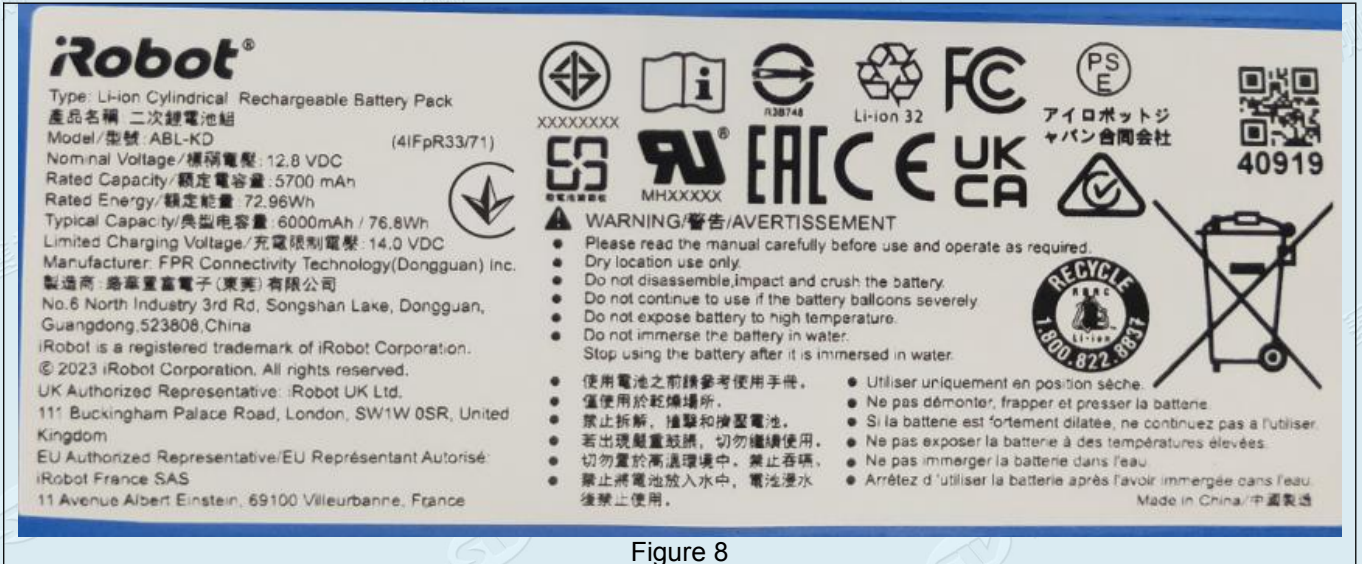 iRobot®
Type: Li-ion Cylindrical Rechargeable Battery Pack
產品名稱 二次鋰電池組
Model/型號:ABL-KD (4IFpR33/71)
Nominal Voltage/標稱電壓:12.8 VDC
Rated Capacity/額定電容量:5700 mAh
Rated Energy/額定能量:72.96Wh
Typical Capacity/典型电容量:6000mAh / 76.8Wh
Limited Charging Voltage/充電限制電壓:14.0 VDC
Manufacturer: FPR Connectivity Technology(Dongguan) Inc.
製造商:路華置富電子(東莞)有限公司
No.6 North Industry 3rd Rd, Songshan Lake, Dongguan,
Guangdong,523808,China
iRobot is a registered trademark of iRobot Corporation.
© 2023 iRobot Corporation. All rights reserved.
UK Authorized Representative: iRobot UK Ltd.
111 Buckingham Palace Road, London, SW1W 0SR, United
Kingdom
EU Authorized Representative/EU Représentant Autorisé:
iRobot France SAS
11 Avenue Albert Einstein, 69100 Villeurbanne, France
XXXXXXXX
i
R3B748
Li-ion 32
FC
PS
E
アイロボットジ
ャパン合同会社
40919
RU®
MHXXXXX
EAC
CE
UK
CA
WARNING/警告/AVERTISSEMENT
● Please read the manual carefully before use and operate as required.
● Dry location use only.
● Do not disassemble,impact and crush the battery.
● Do not continue to use if the battery balloons severely.
● Do not expose battery to high temperature.
● Do not immerse the battery in water.
Stop using the battery after it is immersed in water.
RECYCLE
RBRC
Li-ion
1.800.822.8837
● 使用電池之前請參考使用手冊。
● 僅使用於乾燥場所。
● 禁止拆解,撞擊和擠壓電池。
● 若出現嚴重鼓脹,切勿繼續使用。
● 切勿置於高溫環境中。禁止吞嚥。
● 禁止將電池放入水中,電池浸水
後禁止使用。
● Utiliser uniquement en position sèche.
● Ne pas démonter, frapper et presser la batterie.
● Si la batterie est fortement dilatée, ne continuez pas a l'utiliser.
● Ne pas exposer la batterie à des températures élevées.
● Ne pas immerger la batterie dans l'eau.
● Arrêtez d'utiliser la batterie après l'avoir immergée dans l'eau.
Made in China/中國製造
Figure 8